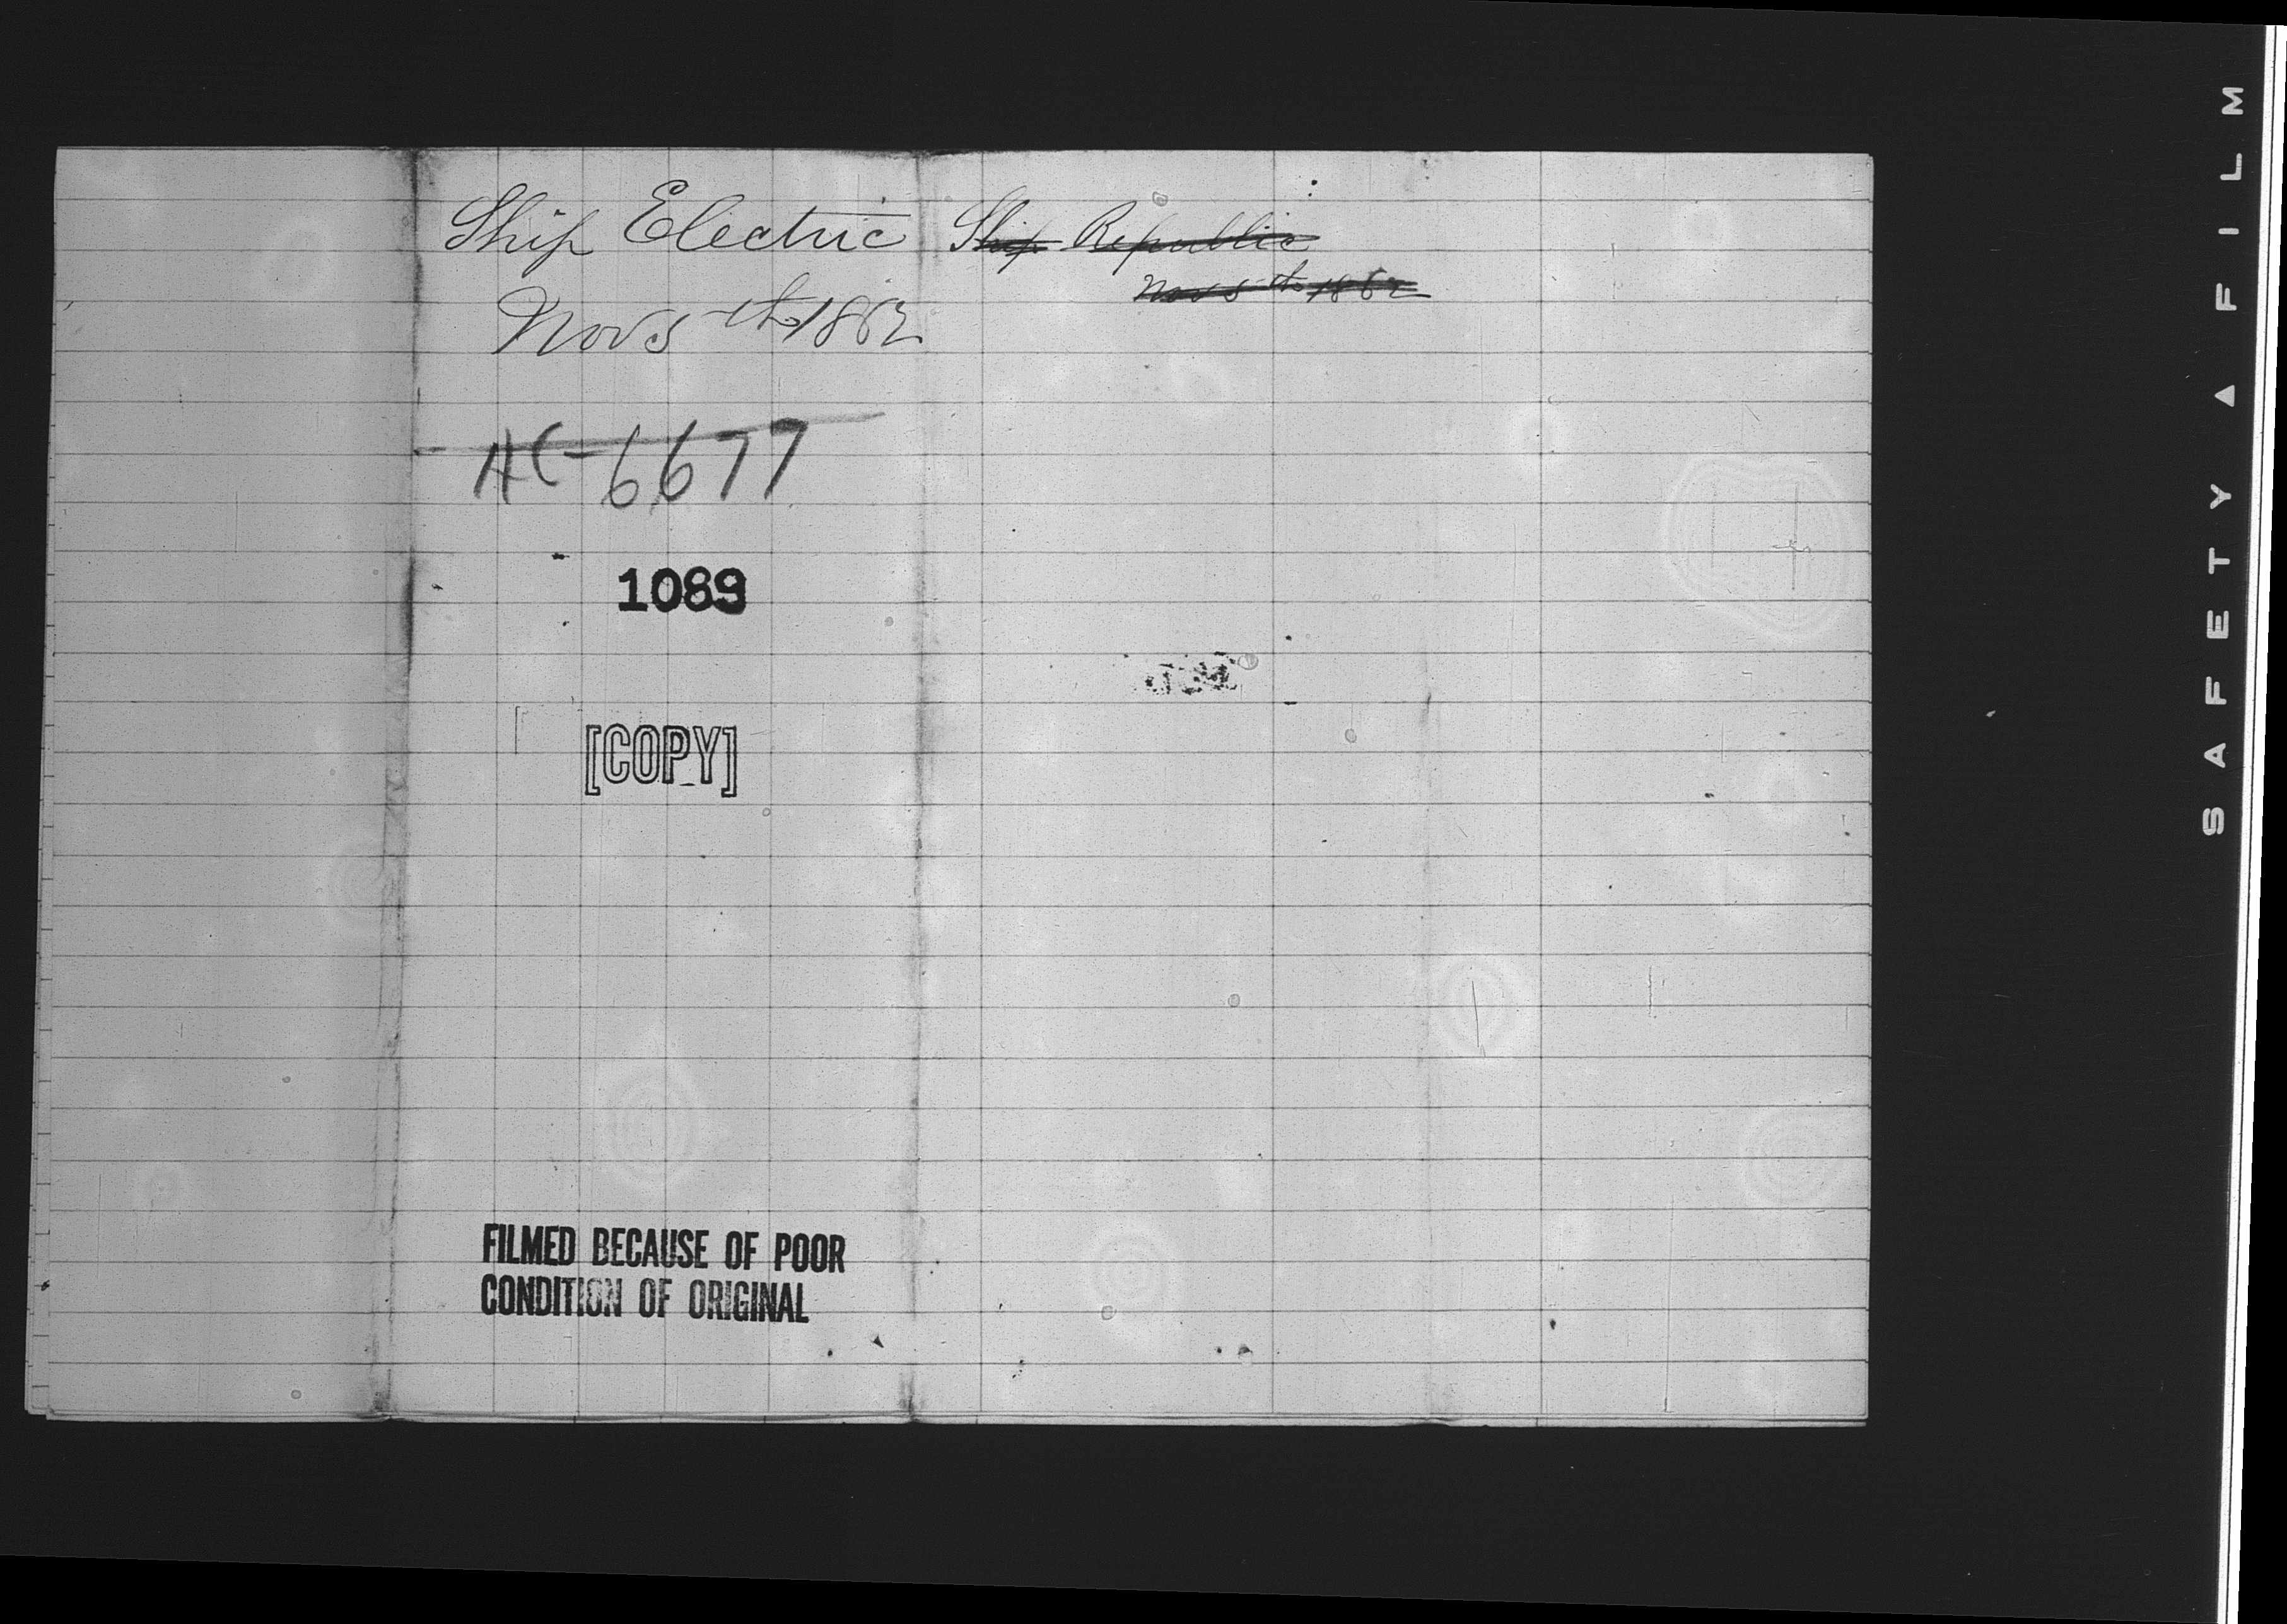 Ship Electric
Nov 5th 1862
Ship Republic
Nov 5th 1862
AC-6677
1089
[COPY]
FILMED BECAUSE OF POOR
CONDITION OF ORIGINAL
SAFETY ▲ FILM